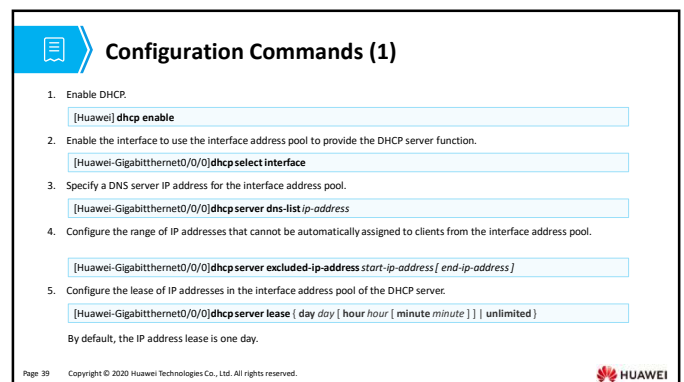 Configuration Commands (1)
1. Enable DHCP.
[Huawei] dhcp enable
2. Enable the interface to use the interface address pool to provide the DHCP server function.
[Huawei-Gigabitthernet0/0/0]dhcp select interface
3. Specify a DNS server IP address for the interface address pool.
[Huawei-Gigabitthernet0/0/0]dhcp server dns-list ip-address
4. Configure the range of IP addresses that cannot be automatically assigned to clients from the interface address pool.
[Huawei-Gigabitthernet0/0/0]dhcp server excluded-ip-address start-ip-address [ end-ip-address ]
5. Configure the lease of IP addresses in the interface address pool of the DHCP server.
[Huawei-Gigabitthernet0/0/0]dhcp server lease { day day [ hour hour [ minute minute ] ] | unlimited }
By default, the IP address lease is one day.
Page 39 Copyright © 2020 Huawei Technologies Co., Ltd. All rights reserved.
HUAWEI